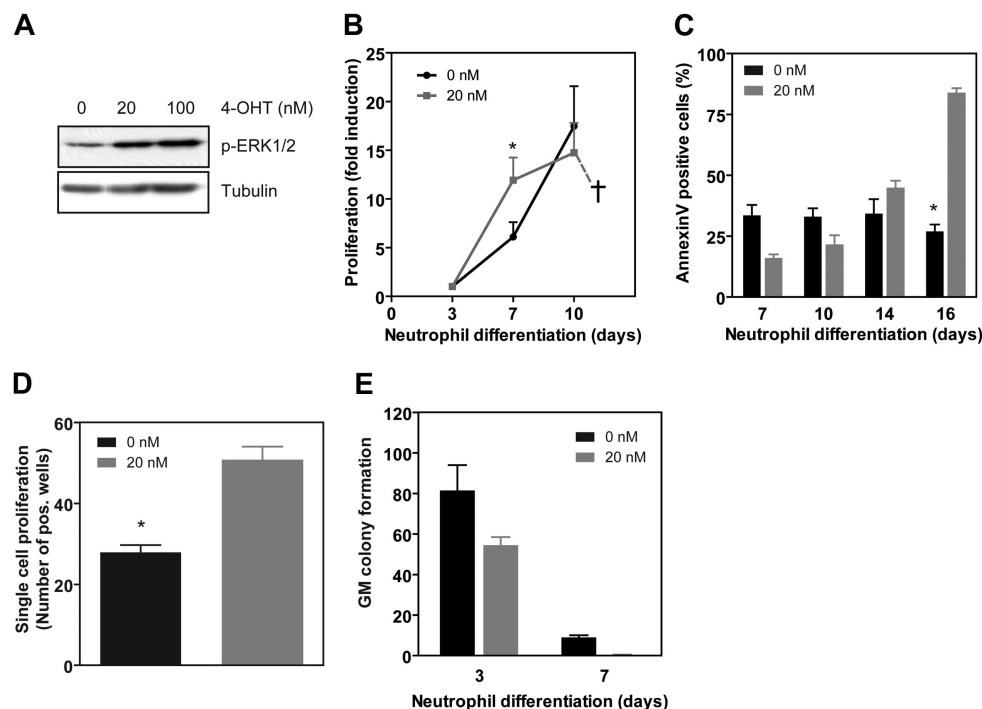 A
0 20 100 4-OHT (nM)
p-ERK1/2
Tubulin
B
Proliferation (fold induction)
25
20
15
10
5
0
0 nM
20 nM
*
†
0 3 7 10
Neutrophil differentiation (days)
C
AnnexinV positive cells (%)
100
75
50
25
0
0 nM
20 nM
*
7 10 14 16
Neutrophil differentiation (days)
D
Single cell proliferation
(Number of pos. wells)
60
40
20
0
0 nM
20 nM
*
E
GM colony formation
120
100
80
60
40
20
0
0 nM
20 nM
3 7
Neutrophil differentiation (days)